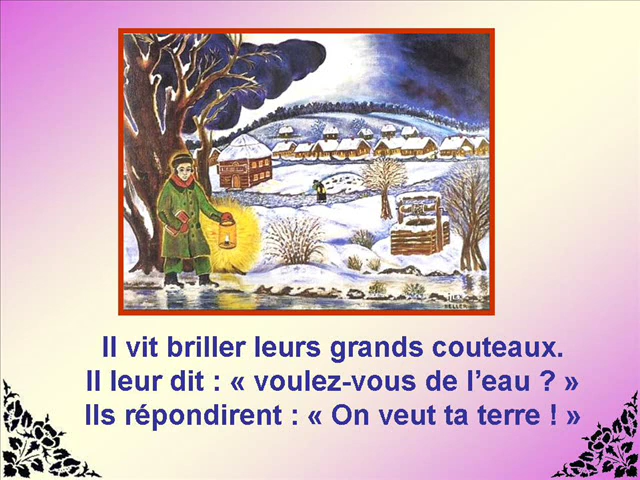 Il vit briller leurs grands couteaux.
Il leur dit : « voulez-vous de l'eau ? »
Ils répondirent : « On veut ta terre ! »